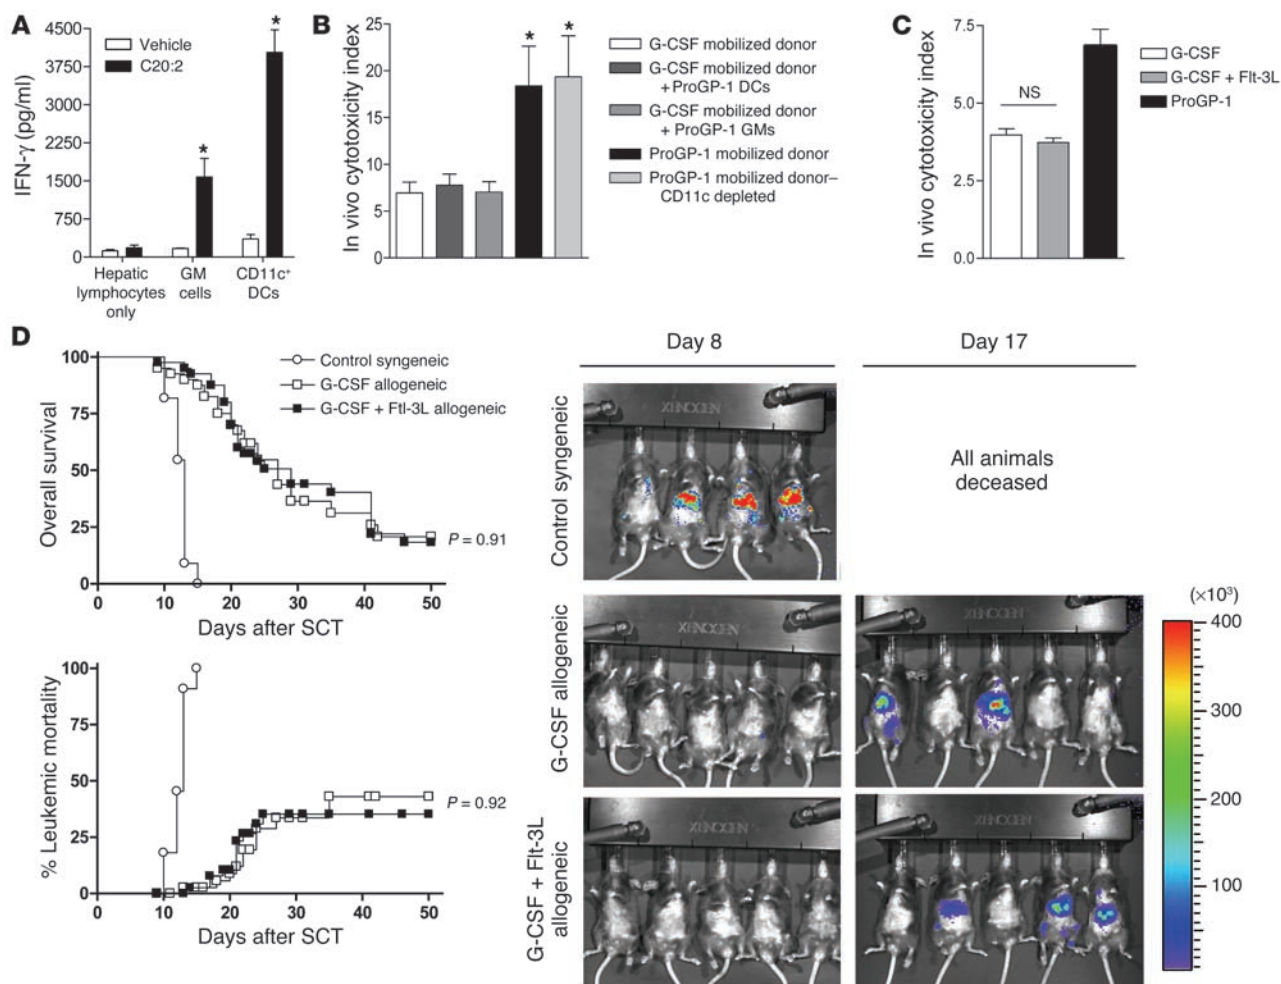 A
4500
3750
3000
2250
1500
750
0
IFN-γ (pg/ml)
Vehicle
C20:2
*
*
Hepatic
lymphocytes
only
GM
cells
CD11c⁺
DCs
B
25
20
15
10
5
0
In vivo cytotoxicity index
*
*
G-CSF mobilized donor
G-CSF mobilized donor
+ ProGP-1 DCs
G-CSF mobilized donor
+ ProGP-1 GMs
ProGP-1 mobilized donor
ProGP-1 mobilized donor–
CD11c depleted
C
7.5
5.0
2.5
0.0
In vivo cytotoxicity index
NS
G-CSF
G-CSF + Flt-3L
ProGP-1
D
100
75
50
25
0
Overall survival
Control syngeneic
G-CSF allogeneic
G-CSF + Ftl-3L allogeneic
P = 0.91
0 10 20 30 40 50
Days after SCT
100
75
50
25
0
% Leukemic mortality
P = 0.92
0 10 20 30 40 50
Days after SCT
Day 8
Day 17
Control syngeneic
XENOGEN
All animals
deceased
G-CSF allogeneic
XENOGEN
XENOGEN
G-CSF + Flt-3L
allogeneic
XENOGEN
XENOGEN
(×10³)
400
300
200
100